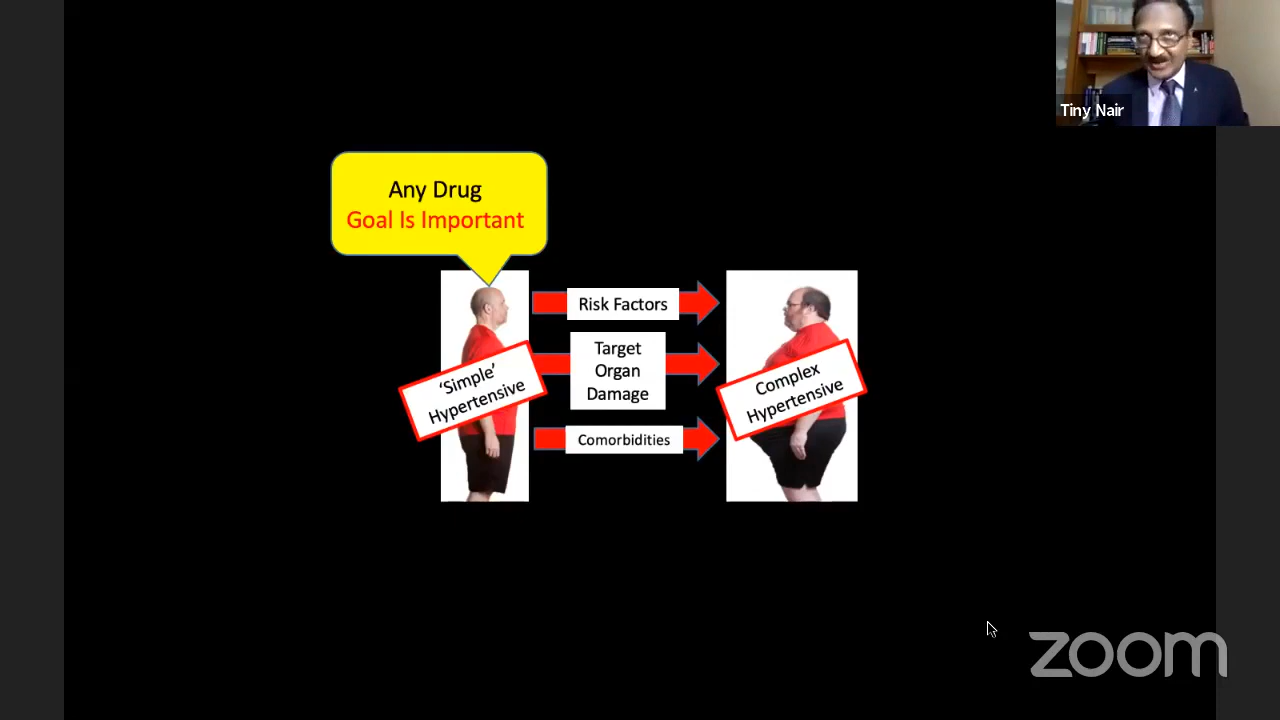 Tiny Nair
Any Drug
Goal Is Important
Risk Factors
Target
Organ
Damage
Comorbidities
‘Simple’
Hypertensive
Complex
Hypertensive
zoom